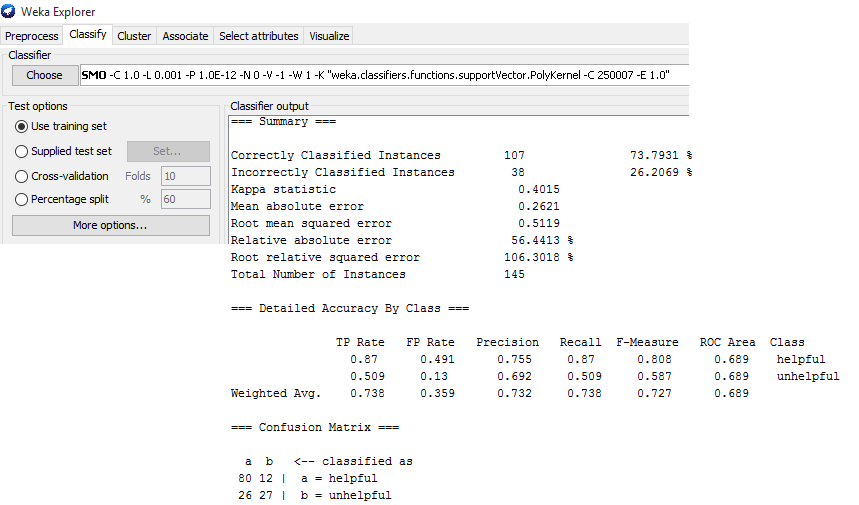 Weka Explorer
Preprocess Classify Cluster Associate Select attributes Visualize
Classifier
Choose SMO -C 1.0 -L 0.001 -P 1.0E-12 -N 0 -V -1 -W 1 -K "weka.classifiers.functions.supportVector.PolyKernel -C 250007 -E 1.0"
Test options
Use training set
Supplied test set Set...
Cross-validation Folds 10
Percentage split % 60
More options...
Classifier output
=== Summary ===
Correctly Classified Instances 107 73.7931 %
Incorrectly Classified Instances 38 26.2069 %
Kappa statistic 0.4015
Mean absolute error 0.2621
Root mean squared error 0.5119
Relative absolute error 56.4413 %
Root relative squared error 106.3018 %
Total Number of Instances 145
=== Detailed Accuracy By Class ===
TP Rate FP Rate Precision Recall F-Measure ROC Area Class
0.87 0.491 0.755 0.87 0.808 0.689 helpful
0.509 0.13 0.692 0.509 0.587 0.689 unhelpful
Weighted Avg. 0.738 0.359 0.732 0.738 0.727 0.689
=== Confusion Matrix ===
a b <-- classified as
80 12 | a = helpful
26 27 | b = unhelpful